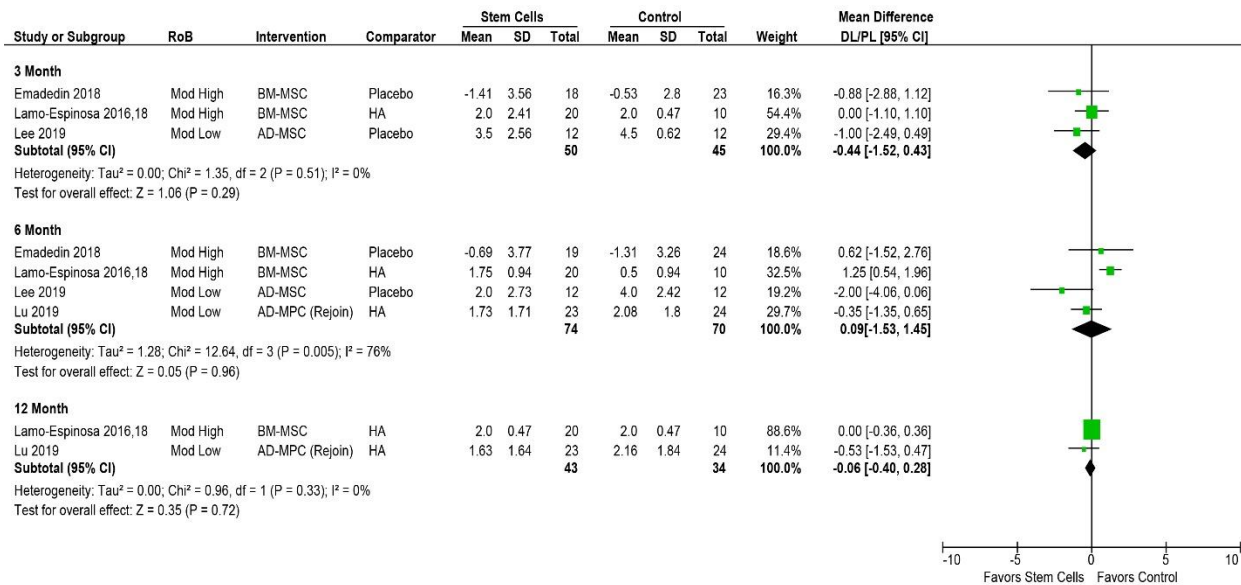 Stem Cells Control Mean Difference
Study or Subgroup RoB Intervention Comparator Mean SD Total Mean SD Total Weight DL/PL [95% CI]
3 Month
Emadedin 2018 Mod High BM-MSC Placebo -1.41 3.56 18 -0.53 2.8 23 16.3% -0.88 [-2.88, 1.12]
Lamo-Espinosa 2016,18 Mod High BM-MSC HA 2.0 2.41 20 2.0 0.47 10 54.4% 0.00 [-1.10, 1.10]
Lee 2019 Mod Low AD-MSC Placebo 3.5 2.56 12 4.5 0.62 12 29.4% -1.00 [-2.49, 0.49]
Subtotal (95% CI) 50 45 100.0% -0.44 [-1.52, 0.43]
Heterogeneity: Tau² = 0.00; Chi² = 1.35, df = 2 (P = 0.51); I² = 0%
Test for overall effect: Z = 1.06 (P = 0.29)
6 Month
Emadedin 2018 Mod High BM-MSC Placebo -0.69 3.77 19 -1.31 3.26 24 18.6% 0.62 [-1.52, 2.76]
Lamo-Espinosa 2016,18 Mod High BM-MSC HA 1.75 0.94 20 0.5 0.94 10 32.5% 1.25 [0.54, 1.96]
Lee 2019 Mod Low AD-MSC Placebo 2.0 2.73 12 4.0 2.42 12 19.2% -2.00 [-4.06, 0.06]
Lu 2019 Mod Low AD-MPC (Rejoin) HA 1.73 1.71 23 2.08 1.8 24 29.7% -0.35 [-1.35, 0.65]
Subtotal (95% CI) 74 70 100.0% 0.09[-1.53, 1.45]
Heterogeneity: Tau² = 1.28; Chi² = 12.64, df = 3 (P = 0.005); I² = 76%
Test for overall effect: Z = 0.05 (P = 0.96)
12 Month
Lamo-Espinosa 2016,18 Mod High BM-MSC HA 2.0 0.47 20 2.0 0.47 10 88.6% 0.00 [-0.36, 0.36]
Lu 2019 Mod Low AD-MPC (Rejoin) HA 1.63 1.64 23 2.16 1.84 24 11.4% -0.53 [-1.53, 0.47]
Subtotal (95% CI) 43 34 100.0% -0.06 [-0.40, 0.28]
Heterogeneity: Tau² = 0.00; Chi² = 0.96, df = 1 (P = 0.33); I² = 0%
Test for overall effect: Z = 0.35 (P = 0.72)
-10 -5 0 5 10
Favors Stem Cells Favors Control